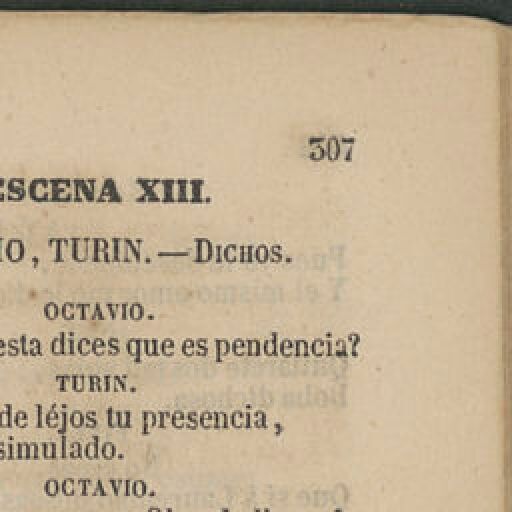 307
ESCENA XIII.
IO, TURIN.—DICHOS.
OCTAVIO.
esta dices que es pendencia?
TURIN.
de léjos tu presencia,
simulado.
OCTAVIO.